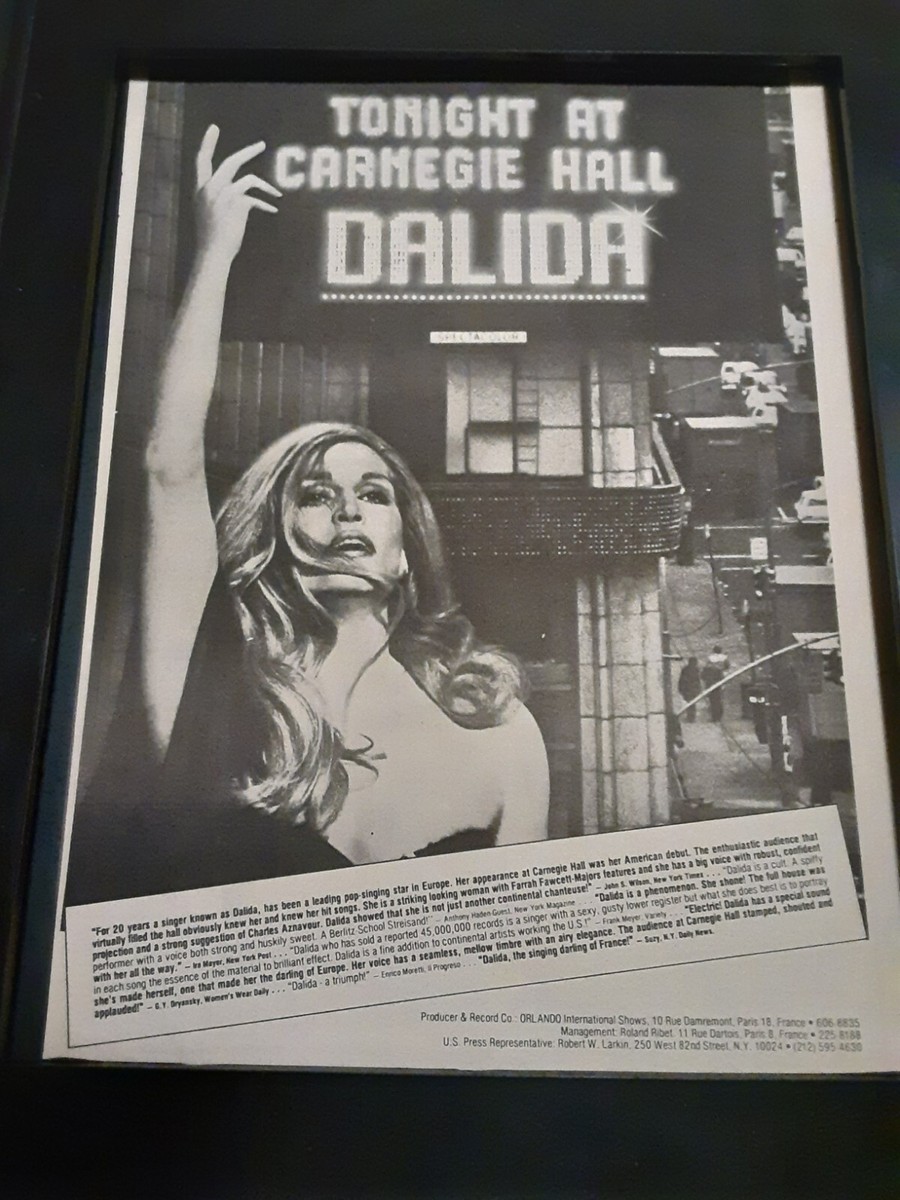 TONIGHT AT
CARNEGIE HALL
DALIDA
SPECTACOLOR
"For 20 years a singer known as Dalida, has been a leading pop-singing star in Europe. Her appearance at Carnegie Hall was her American debut. The enthusiastic audience that
virtually filled the hall obviously knew her and knew her hit songs. She is a striking looking woman with Farrah Fawcett-Majors features and she has a big voice with robust, confident
projection and a strong suggestion of Charles Aznavour. Dalida showed that she is not just another continental chanteuse!" – John S. Wilson, New York Times . . . "Dalida is a cult. A spiffy
performer with a voice both strong and huskily sweet. A Berlitz School Streisand!" – Anthony Haden-Guest, New York Magazine . . . "Dalida is a phenomenon. She shone! The full house was
with her all the way." – Ira Mayer, New York Post . . . "Dalida who has sold a reported 45,000,000 records is a singer with a sexy, gusty lower register but what she does best is to portray
in each song the essence of the material to brilliant effect. Dalida is a fine addition to continental artists working the U.S.!" – Frank Meyer, Variety . . . "Electric! Dalida has a special sound
she's made herself, one that made her the darling of Europe. Her voice has a seamless, mellow timbre with an airy elegance. The audience at Carnegie Hall stamped, shouted and
applauded!" – G.Y. Dryansky, Women's Wear Daily . . . "Dalida - a triumph!" – Enrico Moretti, Il Progreso . . . "Dalida, the singing darling of France!" – Suzy, N.Y. Daily News.
Producer & Record Co.: ORLANDO International Shows, 10 Rue Damremont, Paris 18, France • 606-8835
Management: Roland Ribet, 11 Rue Darton, Paris 8, France • 225-8188
U.S. Press Representative: Robert W. Larkin, 250 West 82nd Street, N.Y. 10024 • (212) 595-4630